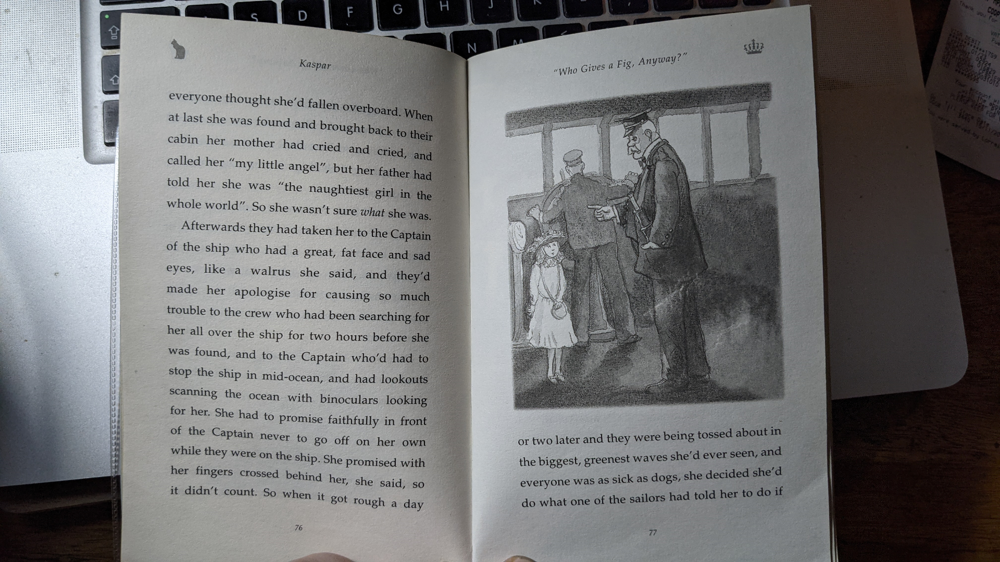 S D F G H J K
N M <
Kaspar
everyone thought she’d fallen overboard. When
at last she was found and brought back to their
cabin her mother had cried and cried, and
called her “my little angel”, but her father had
told her she was “the naughtiest girl in the
whole world”. So she wasn’t sure what she was.
Afterwards they had taken her to the Captain
of the ship who had a great, fat face and sad
eyes, like a walrus she said, and they’d
made her apologise for causing so much
trouble to the crew who had been searching for
her all over the ship for two hours before she
was found, and to the Captain who’d had to
stop the ship in mid-ocean, and had lookouts
scanning the ocean with binoculars looking
for her. She had to promise faithfully in front
of the Captain never to go off on her own
while they were on the ship. She promised with
her fingers crossed behind her, she said, so
it didn’t count. So when it got rough a day
76
“Who Gives a Fig, Anyway?”
or two later and they were being tossed about in
the biggest, greenest waves she’d ever seen, and
everyone was as sick as dogs, she decided she’d
do what one of the sailors had told her to do if
77
Thank you for
VISA DEBIT